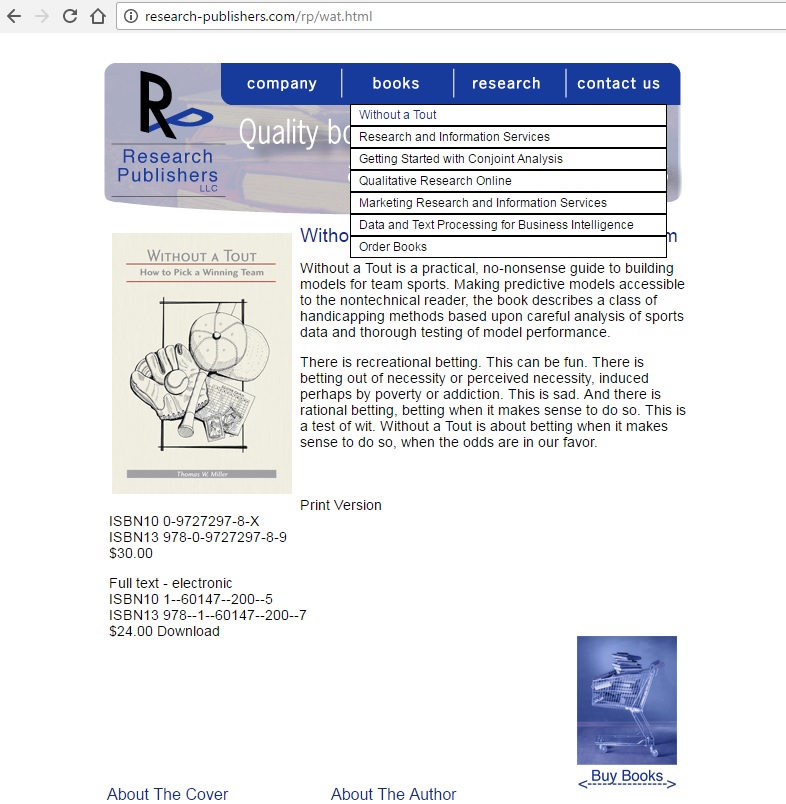 research-publishers.com/rp/wat.html
company
books
research
contact us
R
Research
Publishers
LLC
Quality bo
Without a Tout
Research and Information Services
Getting Started with Conjoint Analysis
Qualitative Research Online
Marketing Research and Information Services
Data and Text Processing for Business Intelligence
Order Books
WITHOUT A TOUT
How to Pick a Winning Team
Thomas W. Miller
Witho
m
Without a Tout is a practical, no-nonsense guide to building
models for team sports. Making predictive models accessible
to the nontechnical reader, the book describes a class of
handicapping methods based upon careful analysis of sports
data and thorough testing of model performance.
There is recreational betting. This can be fun. There is
betting out of necessity or perceived necessity, induced
perhaps by poverty or addiction. This is sad. And there is
rational betting, betting when it makes sense to do so. This is
a test of wit. Without a Tout is about betting when it makes
sense to do so, when the odds are in our favor.
Print Version
ISBN10 0-9727297-8-X
ISBN13 978-0-9727297-8-9
$30.00
Full text - electronic
ISBN10 1--60147--200--5
ISBN13 978--1--60147--200--7
$24.00 Download
Buy Books
About The Cover
About The Author